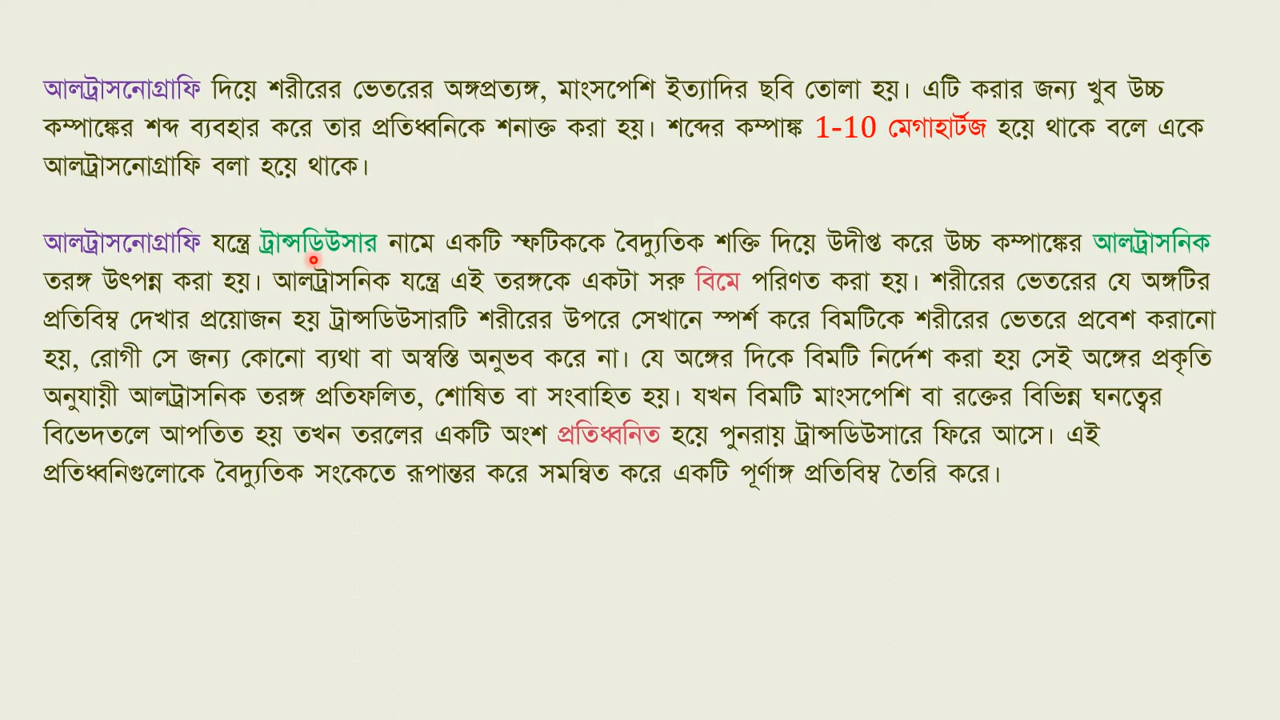 আলট্রাসনোগ্রাফি দিয়ে শরীরের ভেতরের অঙ্গপ্রত্যঙ্গ, মাংসপেশি ইত্যাদির ছবি তোলা হয়। এটি করার জন্য খুব উচ্চ
কম্পাঙ্কের শব্দ ব্যবহার করে তার প্রতিধ্বনিকে শনাক্ত করা হয়। শব্দের কম্পাঙ্ক 1-10 মেগাহার্টজ হয়ে থাকে বলে একে
আলট্রাসনোগ্রাফি বলা হয়ে থাকে।
আলট্রাসনোগ্রাফি যন্ত্রে ট্রান্সডিউসার নামে একটি স্ফটিককে বৈদ্যুতিক শক্তি দিয়ে উদীপ্ত করে উচ্চ কম্পাঙ্কের আলট্রাসনিক
তরঙ্গ উৎপন্ন করা হয়। আলট্রাসনিক যন্ত্রে এই তরঙ্গকে একটা সরু বিমে পরিণত করা হয়। শরীরের ভেতরের যে অঙ্গটির
প্রতিবিম্ব দেখার প্রয়োজন হয় ট্রান্সডিউসারটি শরীরের উপরে সেখানে স্পর্শ করে বিমটিকে শরীরের ভেতরে প্রবেশ করানো
হয়, রোগী সে জন্য কোনো ব্যথা বা অস্বস্তি অনুভব করে না। যে অঙ্গের দিকে বিমটি নির্দেশ করা হয় সেই অঙ্গের প্রকৃতি
অনুযায়ী আলট্রাসনিক তরঙ্গ প্রতিফলিত, শোষিত বা সংবাহিত হয়। যখন বিমটি মাংসপেশি বা রক্তের বিভিন্ন ঘনত্বের
বিভেদতলে আপতিত হয় তখন তরলের একটি অংশ প্রতিধ্বনিত হয়ে পুনরায় ট্রান্সডিউসারে ফিরে আসে। এই
প্রতিধ্বনিগুলোকে বৈদ্যুতিক সংকেতে রূপান্তর করে সমন্বিত করে একটি পূর্ণাঙ্গ প্রতিবিম্ব তৈরি করে।